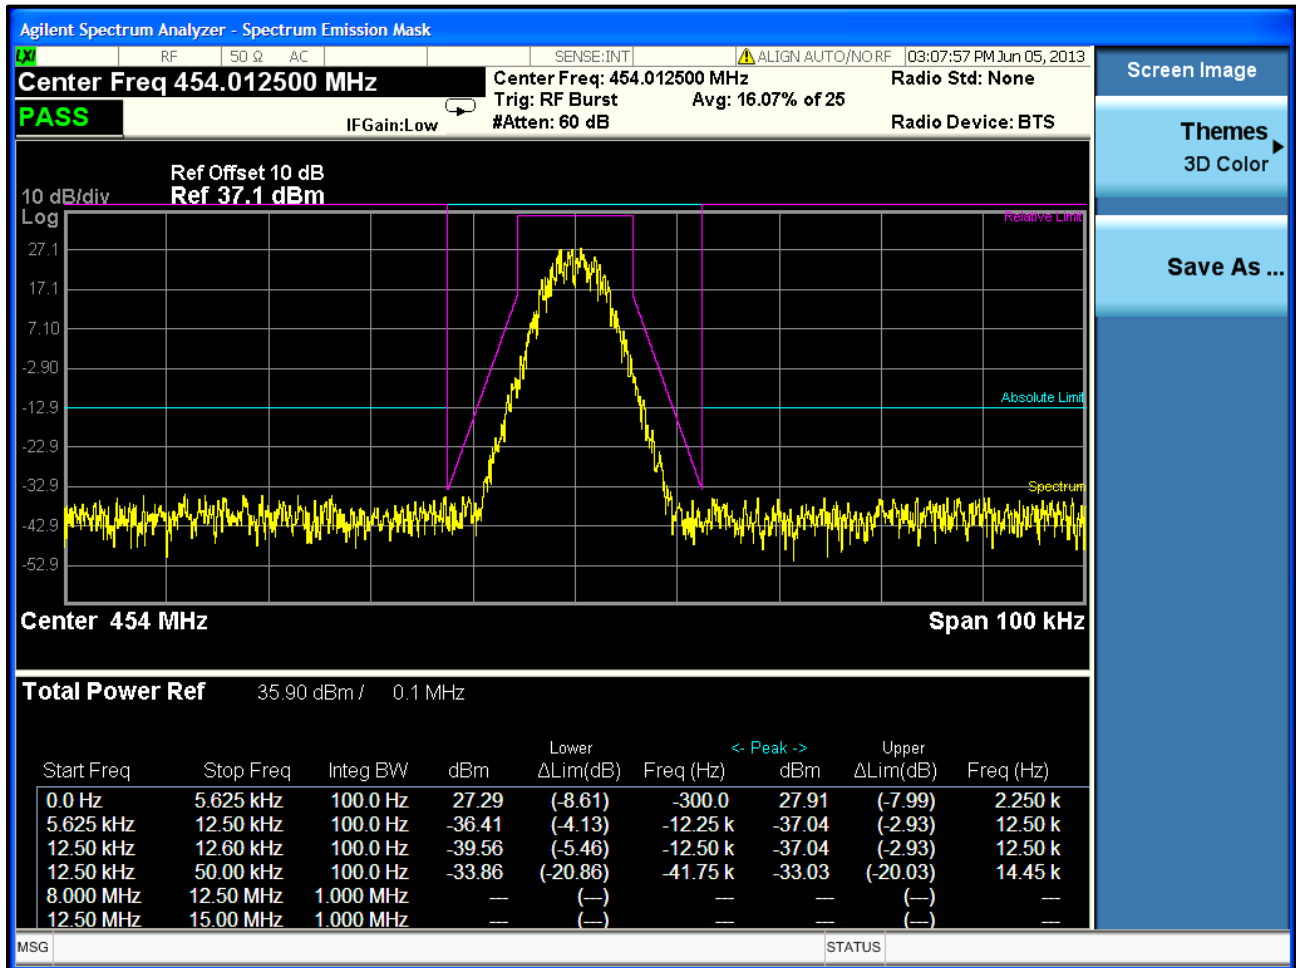 Agilent Spectrum Analyzer - Spectrum Emission Mask
LXI RF 50 Ω AC SENSE:INT ALIGN AUTO/NO RF 03:07:57 PM Jun 05, 2013
Center Freq 454.012500 MHz
Center Freq: 454.012500 MHz Radio Std: None
Trig: RF Burst Avg: 16.07% of 25
PASS IFGain:Low #Atten: 60 dB Radio Device: BTS
Screen Image
Themes
3D Color
Save As ...
Ref Offset 10 dB
10 dB/div Ref 37.1 dBm
Log
Relative Limit
27.1
17.1
7.10
-2.90
-12.9
Absolute Limit
-22.9
-32.9
Spectrum
-42.9
-52.9
Center 454 MHz Span 100 kHz
Total Power Ref 35.90 dBm / 0.1 MHz
Lower <- Peak -> Upper
Start Freq Stop Freq Integ BW dBm ΔLim(dB) Freq (Hz) dBm ΔLim(dB) Freq (Hz)
0.0 Hz 5.625 kHz 100.0 Hz 27.29 (-8.61) -300.0 27.91 (-7.99) 2.250 k
5.625 kHz 12.50 kHz 100.0 Hz -36.41 (-4.13) -12.25 k -37.04 (-2.93) 12.50 k
12.50 kHz 12.60 kHz 100.0 Hz -39.56 (-5.46) -12.50 k -37.04 (-2.93) 12.50 k
12.50 kHz 50.00 kHz 100.0 Hz -33.86 (-20.86) -41.75 k -33.03 (-20.03) 14.45 k
8.000 MHz 12.50 MHz 1.000 MHz --- (---) --- --- (---) ---
12.50 MHz 15.00 MHz 1.000 MHz --- (---) --- --- (---) ---
MSG STATUS